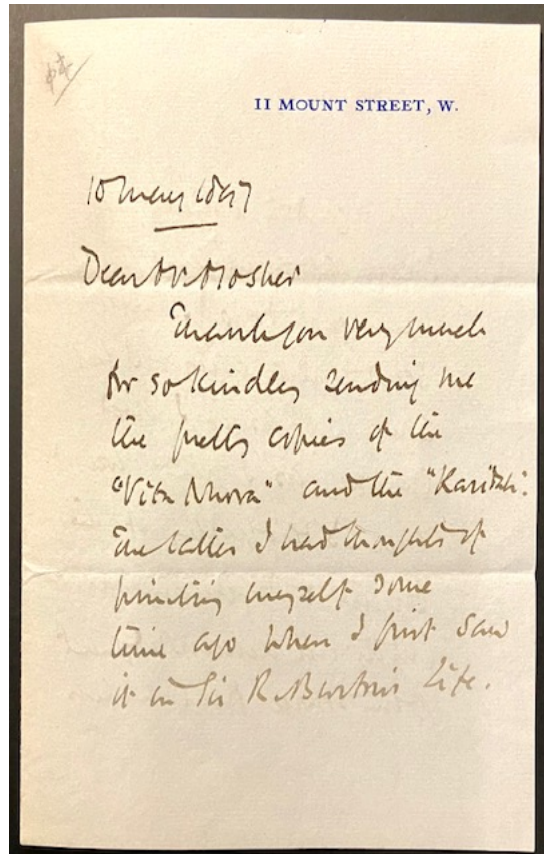 11 MOUNT STREET, W.
10 May 1897
Dear Mr Mosher
Thank you very much
for so kindly sending me
the pretty copies of the
"Vita Nuova" and the "Kasidah".
The latter I had thoughts of
printing myself some
time ago when I first saw
it in Sir R. Burton's Life.